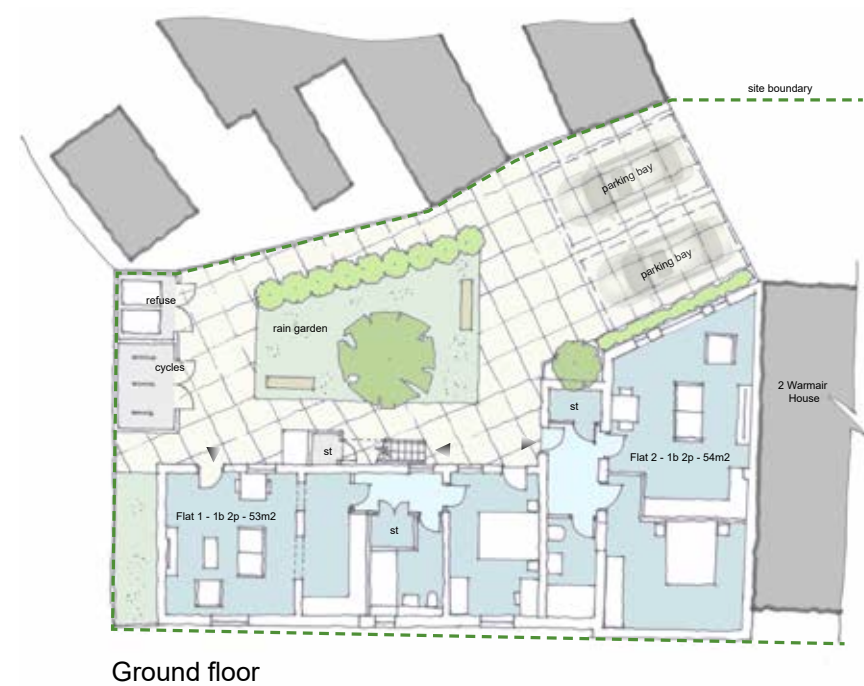 site boundary
parking bay
parking bay
refuse
rain garden
cycles
2 Warmair
House
st
st
Flat 2 - 1b 2p - 54m2
Flat 1 - 1b 2p - 53m2
st
Ground floor